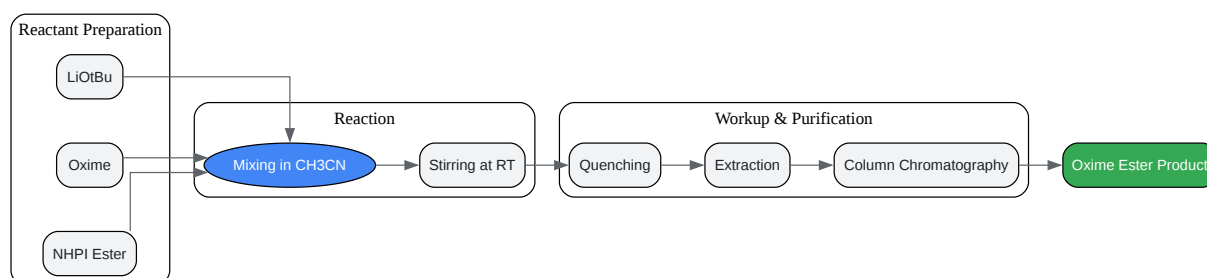 Reactant Preparation
LiOtBu
Oxime
NHPI Ester
Reaction
Mixing in CH3CN
Stirring at RT
Workup & Purification
Quenching
Extraction
Column Chromatography
Oxime Ester Product